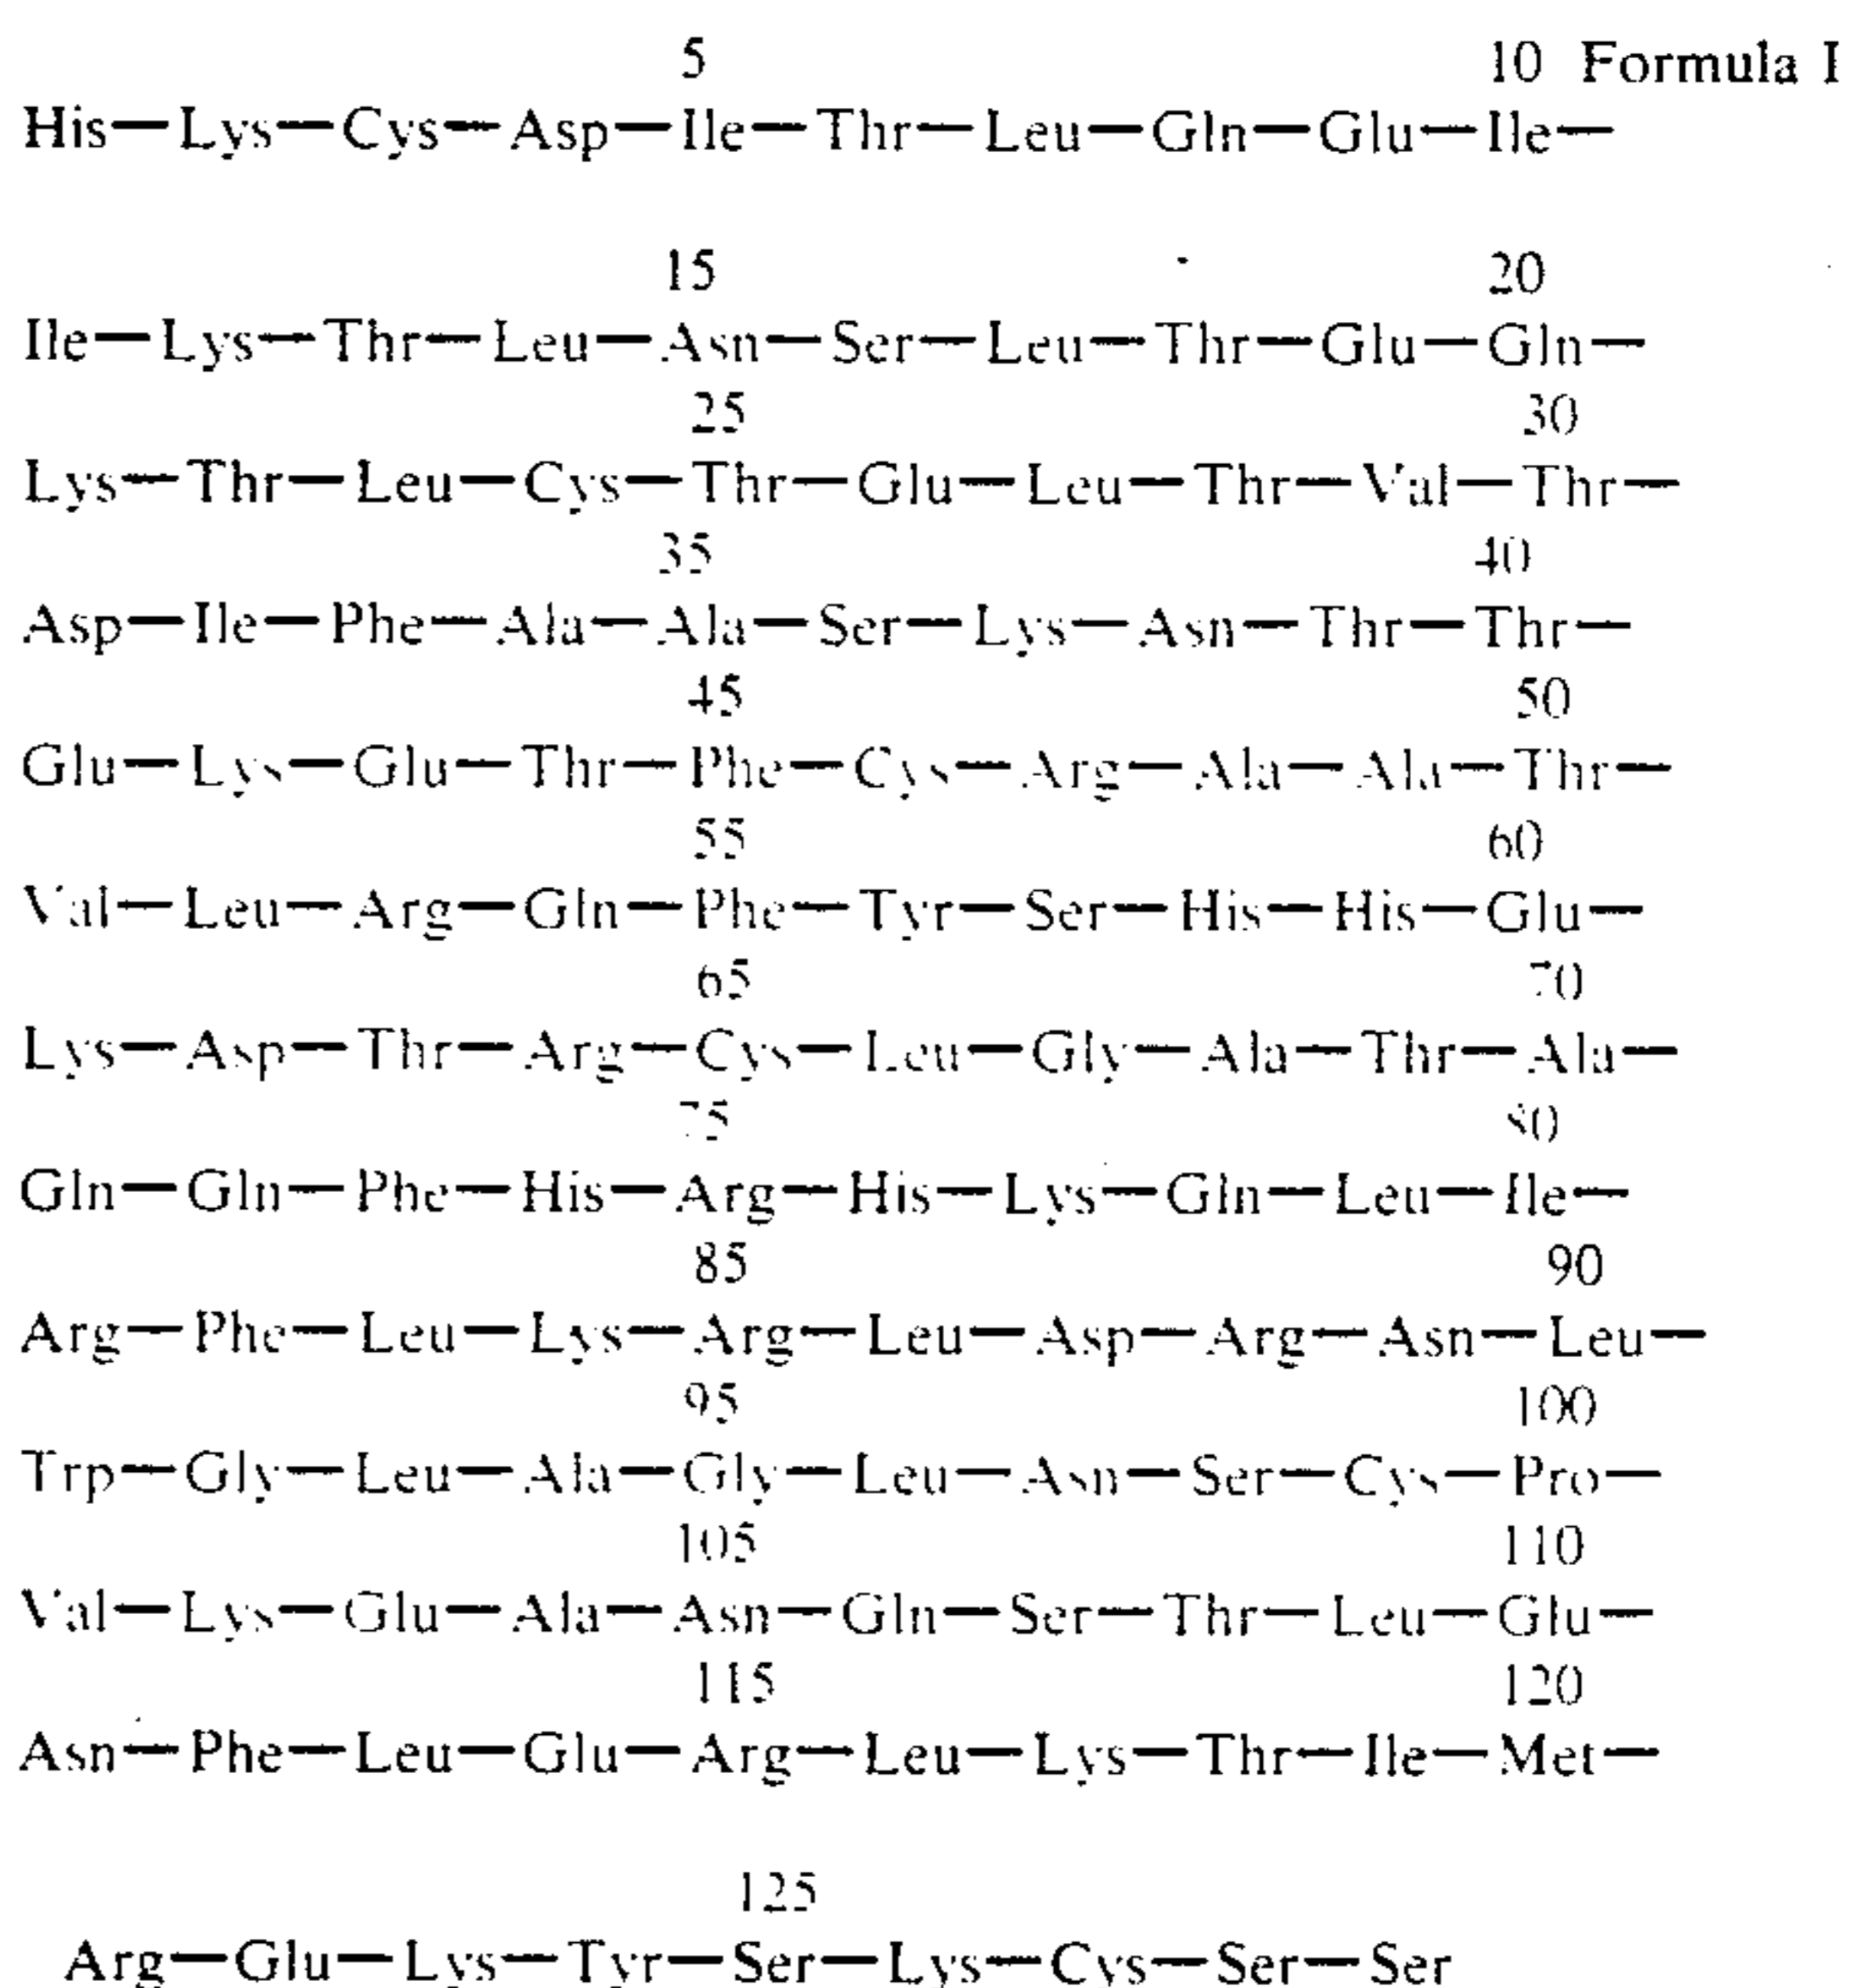 5 10 Formula I
His—Lys—Cys—Asp—Ile—Thr—Leu—Gln—Glu—Ile—
15 20
Ile—Lys—Thr—Leu—Asn—Ser—Leu—Thr—Glu—Gln—
25 30
Lys—Thr—Leu—Cys—Thr—Glu—Leu—Thr—Val—Thr—
35 40
Asp—Ile—Phe—Ala—Ala—Ser—Lys—Asn—Thr—Thr—
45 50
Glu—Lys—Glu—Thr—Phe—Cys—Arg—Ala—Ala—Thr—
55 60
Val—Leu—Arg—Gln—Phe—Tyr—Ser—His—His—Glu—
65 70
Lys—Asp—Thr—Arg—Cys—Leu—Gly—Ala—Thr—Ala—
75 80
Gln—Gln—Phe—His—Arg—His—Lys—Gln—Leu—Ile—
85 90
Arg—Phe—Leu—Lys—Arg—Leu—Asp—Arg—Asn—Leu—
95 100
Trp—Gly—Leu—Ala—Gly—Leu—Asn—Ser—Cys—Pro—
105 110
Val—Lys—Glu—Ala—Asn—Gln—Ser—Thr—Leu—Glu—
115 120
Asn—Phe—Leu—Glu—Arg—Leu—Lys—Thr—Ile—Met—
125
Arg—Glu—Lys—Tyr—Ser—Lys—Cys—Ser—Ser